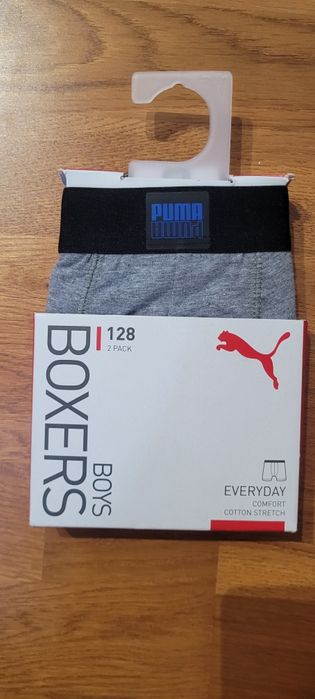 PUMA
PUMA
128
2 PACK
BOXERS
BOYS
EVERYDAY
COMFORT
COTTON STRETCH